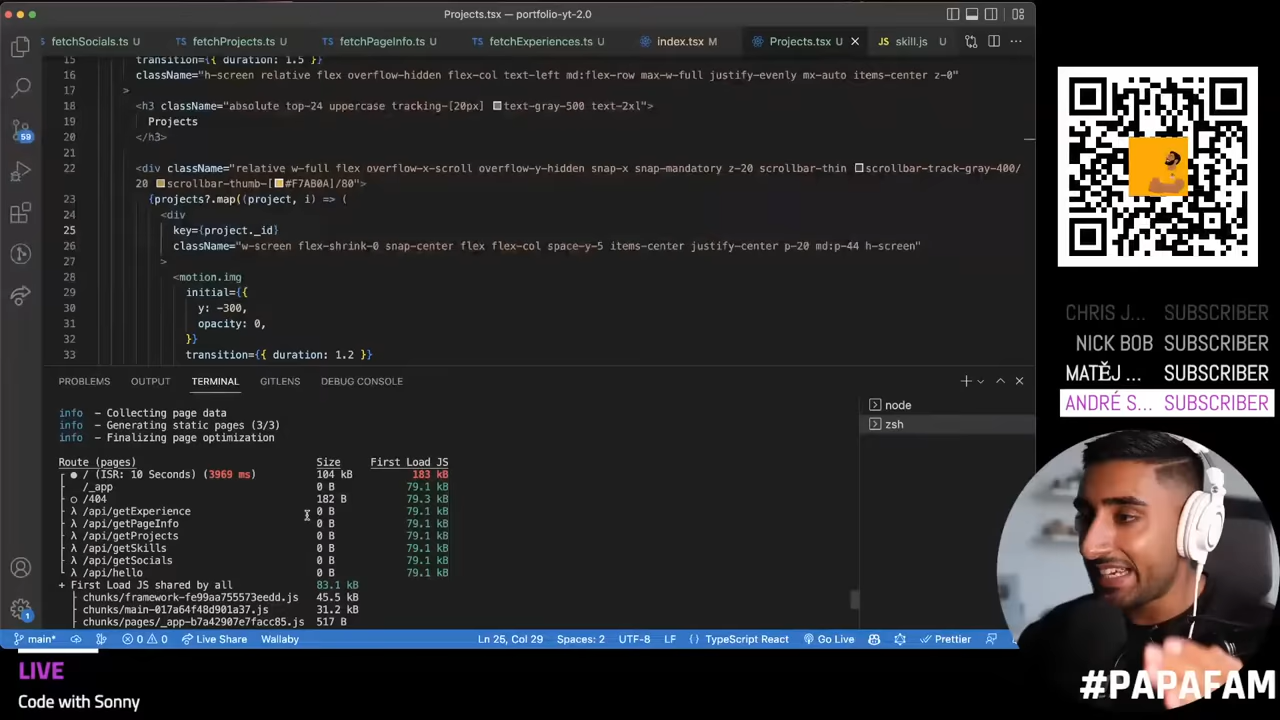 Projects.tsx — portfolio-yt-2.0
fetchSocials.ts U
fetchProjects.ts U
fetchPageInfo.ts U
fetchExperiences.ts U
index.tsx M
Projects.tsx U
skill.js U
15 transition={{ duration: 1.5 }}
16 className="h-screen relative flex overflow-hidden flex-col text-left md:flex-row max-w-full justify-evenly mx-auto items-center z-0"
17 >
18 <h3 className="absolute top-24 uppercase tracking-[20px] text-gray-500 text-2xl">
19 Projects
20 </h3>
21
22 <div className="relative w-full flex overflow-x-scroll overflow-y-hidden snap-x snap-mandatory z-20 scrollbar-thin scrollbar-track-gray-400/
20 scrollbar-thumb-[#F7AB0A]/80">
23 {projects?.map((project, i) => (
24 <div
25 key={project._id}
26 className="w-screen flex-shrink-0 snap-center flex flex-col space-y-5 items-center justify-center p-20 md:p-44 h-screen"
27 >
28 <motion.img
29 initial={{
30 y: -300,
31 opacity: 0,
32 }}
33 transition={{ duration: 1.2 }}
59
PROBLEMS OUTPUT TERMINAL GITLENS DEBUG CONSOLE
node
zsh
info - Collecting page data
info - Generating static pages (3/3)
info - Finalizing page optimization
Route (pages) Size First Load JS
┌ ● / (ISR: 10 Seconds) (3969 ms) 104 kB 183 kB
├ /_app 0 B 79.1 kB
├ ○ /404 182 B 79.3 kB
├ λ /api/getExperience 0 B 79.1 kB
├ λ /api/getPageInfo 0 B 79.1 kB
├ λ /api/getProjects 0 B 79.1 kB
├ λ /api/getSkills 0 B 79.1 kB
├ λ /api/getSocials 0 B 79.1 kB
└ λ /api/hello 0 B 79.1 kB
+ First Load JS shared by all 83.1 kB
├ chunks/framework-fe99aa755573eedd.js 45.5 kB
├ chunks/main-017a64f48d901a37.js 31.2 kB
├ chunks/pages/_app-b7a42907e7facc85.js 517 B
1
main* 0 0 Live Share Wallaby Ln 25, Col 29 Spaces: 2 UTF-8 LF {} TypeScript React Go Live Prettier
CHRIS J... SUBSCRIBER
NICK BOB SUBSCRIBER
MATĚJ ... SUBSCRIBER
ANDRÉ S... SUBSCRIBER
LIVE
Code with Sonny
#PAPAFAM